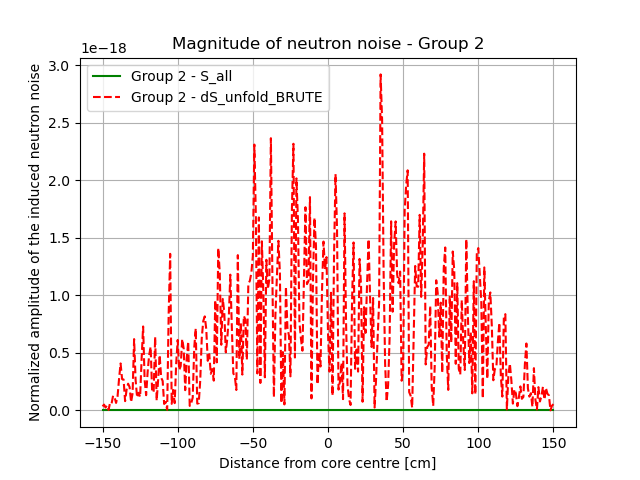 Magnitude of neutron noise - Group 2
1e−18
Group 2 - S_all
Group 2 - dS_unfold_BRUTE
Normalized amplitude of the induced neutron noise
3.0
2.5
2.0
1.5
1.0
0.5
0.0
−150 −100 −50 0 50 100 150
Distance from core centre [cm]